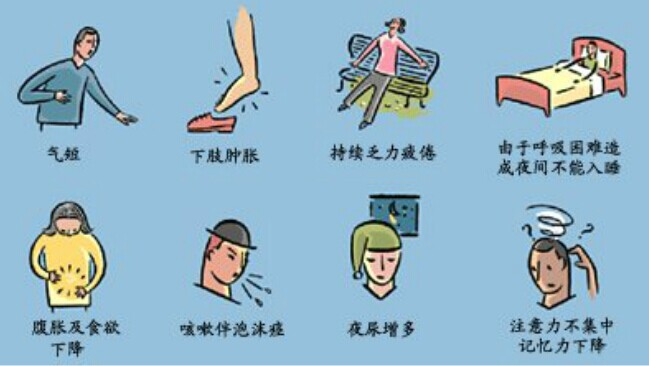 气短
下肢肿胀
持续乏力疲倦
由于呼吸困难造
成夜间不能入睡
腹胀及食欲
下降
咳嗽伴泡沫痰
夜尿增多
注意力不集中
记忆力下降